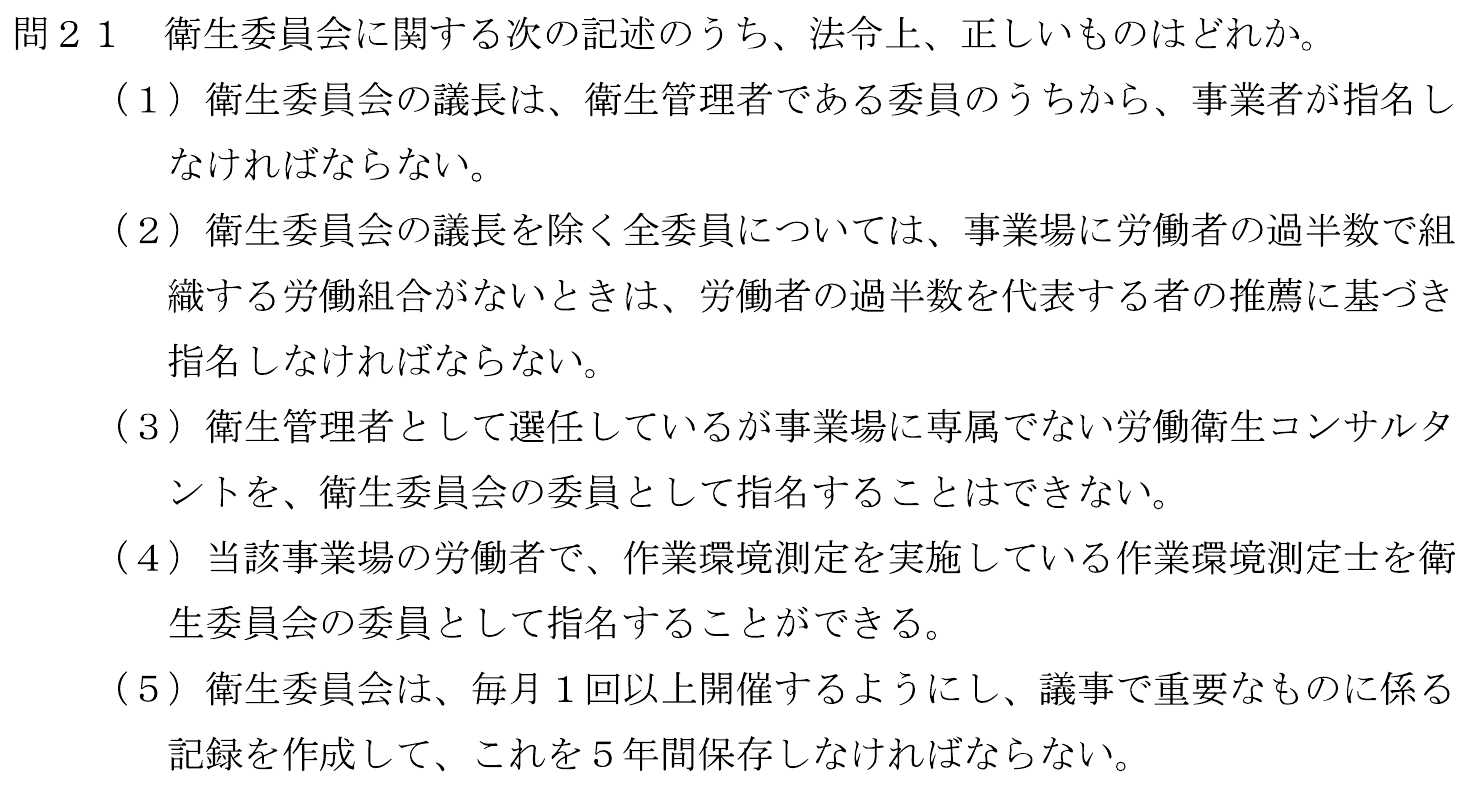 問２１　衛生委員会に関する次の記述のうち、法令上、正しいものはどれか。
（１）衛生委員会の議長は、衛生管理者である委員のうちから、事業者が指名し
なければならない。
（２）衛生委員会の議長を除く全委員については、事業場に労働者の過半数で組
織する労働組合がないときは、労働者の過半数を代表する者の推薦に基づき
指名しなければならない。
（３）衛生管理者として選任しているが事業場に専属でない労働衛生コンサルタ
ントを、衛生委員会の委員として指名することはできない。
（４）当該事業場の労働者で、作業環境測定を実施している作業環境測定士を衛
生委員会の委員として指名することができる。
（５）衛生委員会は、毎月１回以上開催するようにし、議事で重要なものに係る
記録を作成して、これを５年間保存しなければならない。